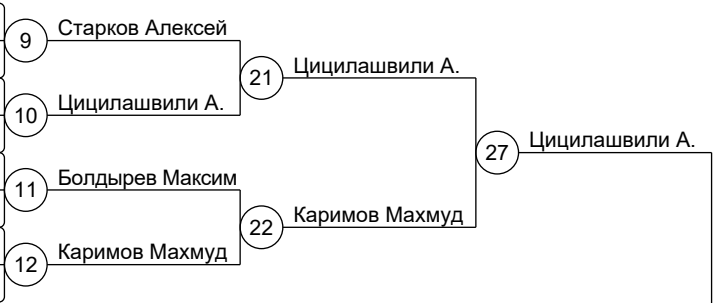 9 Старков Алексей
21 Цицилашвили А.
10 Цицилашвили А.
27 Цицилашвили А.
11 Болдырев Максим
22 Каримов Махмуд
12 Каримов Махмуд